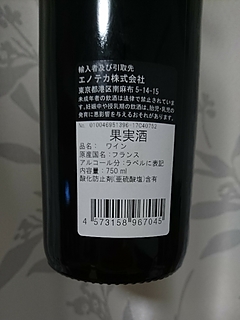 輸入者及び引取先
エノテカ株式会社
東京都港区南麻布 5-14-15
未成年者の飲酒は法律で禁止されています。
妊娠中や授乳期の飲酒は、胎児・乳児の
発育に悪影響を与えるおそれがあります。
No. 010046951396-17C40752
果実酒
品名: ワイン
原産国名:フランス
アルコール分:ラベルに表記
内容量:750 ml
酸化防止剤(亜硫酸塩)含有
4 573158 967045